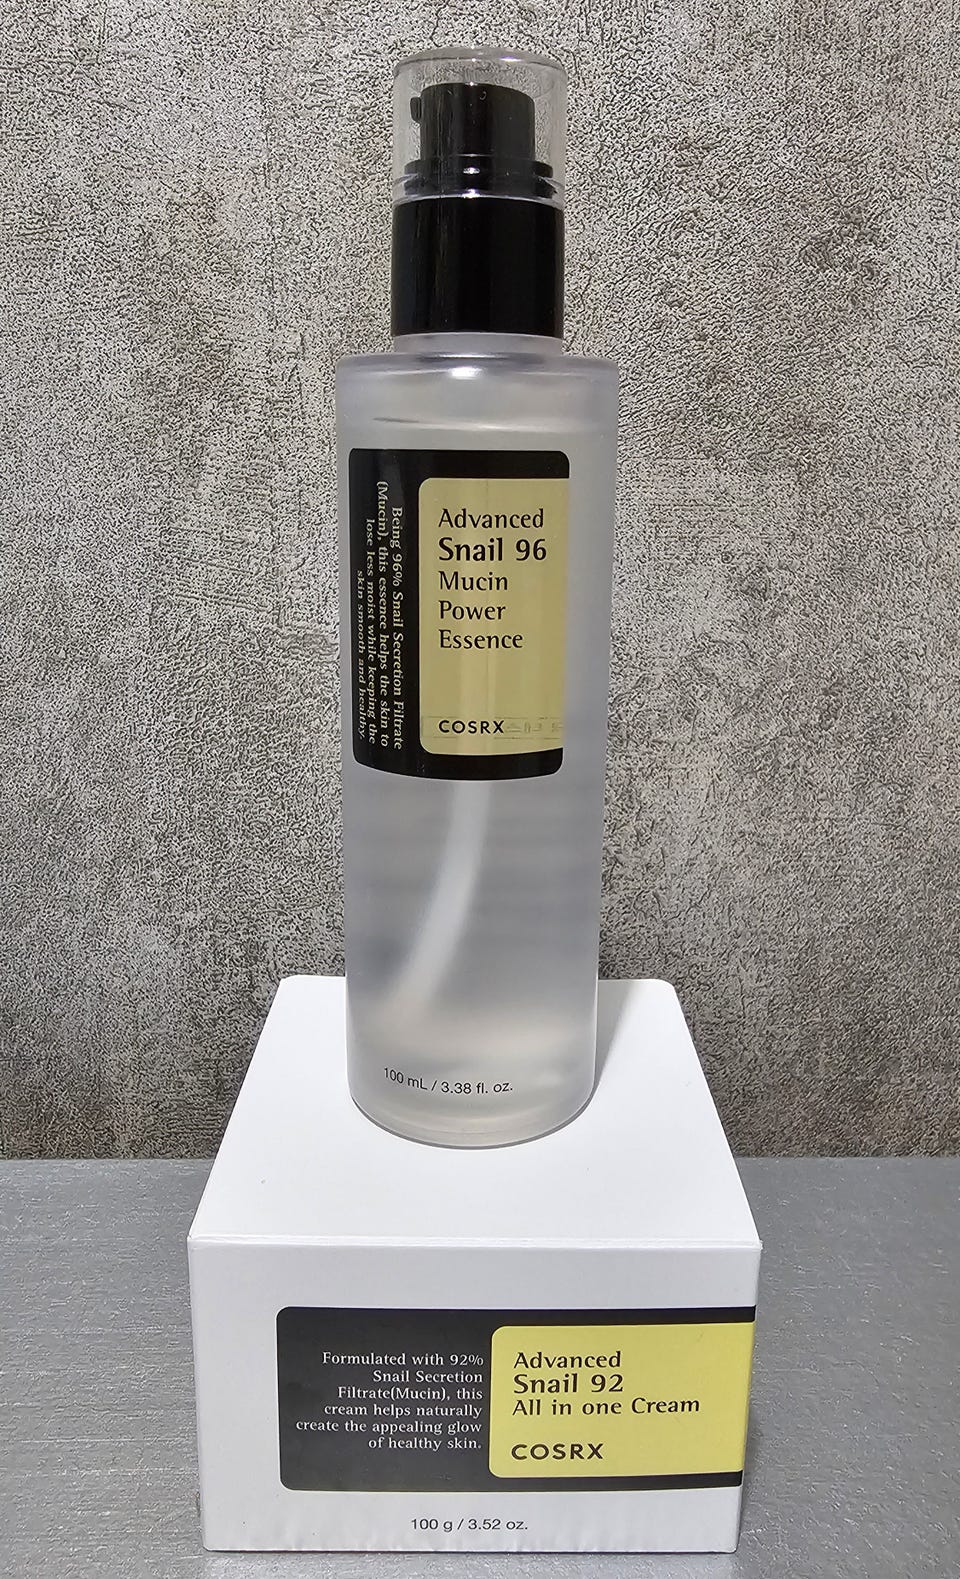 Advanced
Snail 96
Mucin
Power
Essence
COSRX
Being 96% Snail Secretion Filtrate
(Mucin), this essence helps the skin to
lose less moist while keeping the
skin smooth and healthy.
100 mL / 3.38 fl. oz.
Formulated with 92%
Snail Secretion
Filtrate(Mucin), this
cream helps naturally
create the appealing glow
of healthy skin.
Advanced
Snail 92
All in one Cream
COSRX
100 g / 3.52 oz.